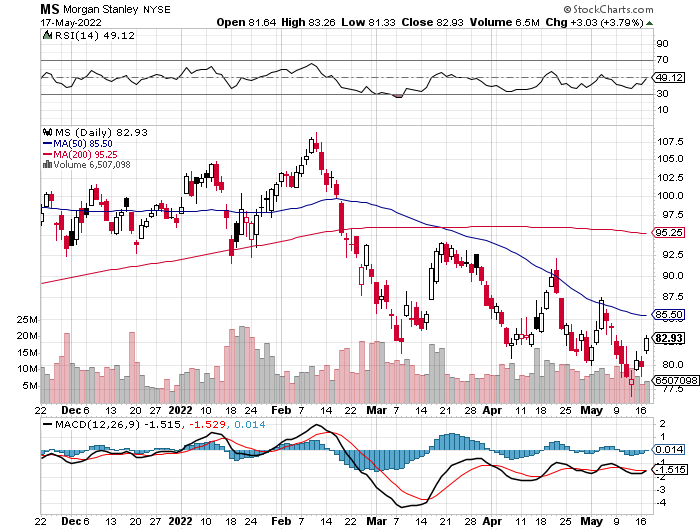 MS Morgan Stanley NYSE
© StockCharts.com
17-May-2022
Open 81.64 High 83.26 Low 81.33 Close 82.93 Volume 6.5M Chg +3.03 (+3.79%)
RSI(14) 49.12
90
70
49.12
30
10
MS (Daily) 82.93
MA(50) 85.50
MA(200) 95.25
Volume 6,507,098
107.5
105.0
102.5
100.0
97.5
95.25
92.5
90.0
87.5
85.50
82.93
80.0
6507098
77.5
25M
20M
15M
10M
5M
22 Dec 6 13 20 27 2022 10 18 24 Feb 7 14 22 Mar 7 14 21 28 Apr 11 18 25 May 9 16
MACD(12,26,9) -1.515, -1.529, 0.014
2
1
0.014
-1
-1.515
-2
-3
-4
22 Dec 6 13 20 27 2022 10 18 24 Feb 7 14 22 Mar 7 14 21 28 Apr 11 18 25 May 9 16